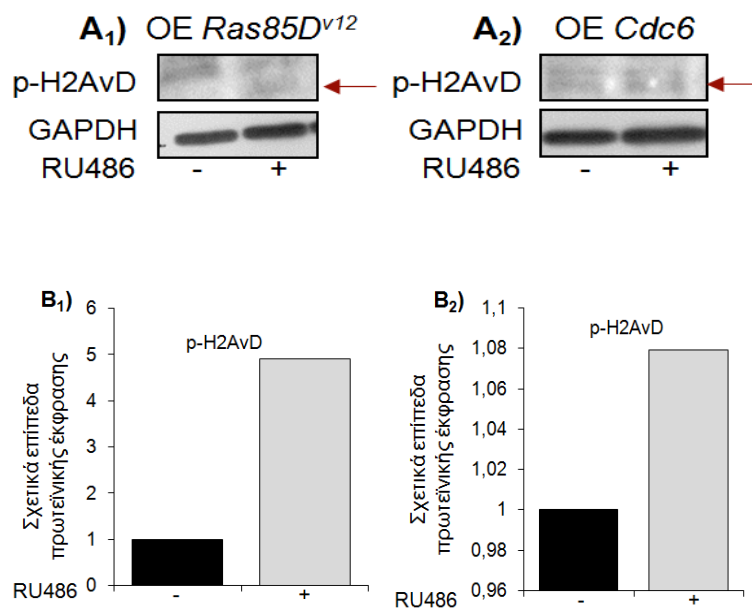 A1) OE Ras85Dv12
p-H2AvD
GAPDH
RU486 - +
A2) OE Cdc6
p-H2AvD
GAPDH
RU486 - +
B1)
p-H2AvD
Σχετικά επίπεδα
πρωτεϊνικής έκφρασης
6
5
4
3
2
1
0
RU486 - +
B2)
p-H2AvD
Σχετικά επίπεδα
πρωτεϊνικής έκφρασης
1,1
1,08
1,06
1,04
1,02
1
0,98
0,96
RU486 - +